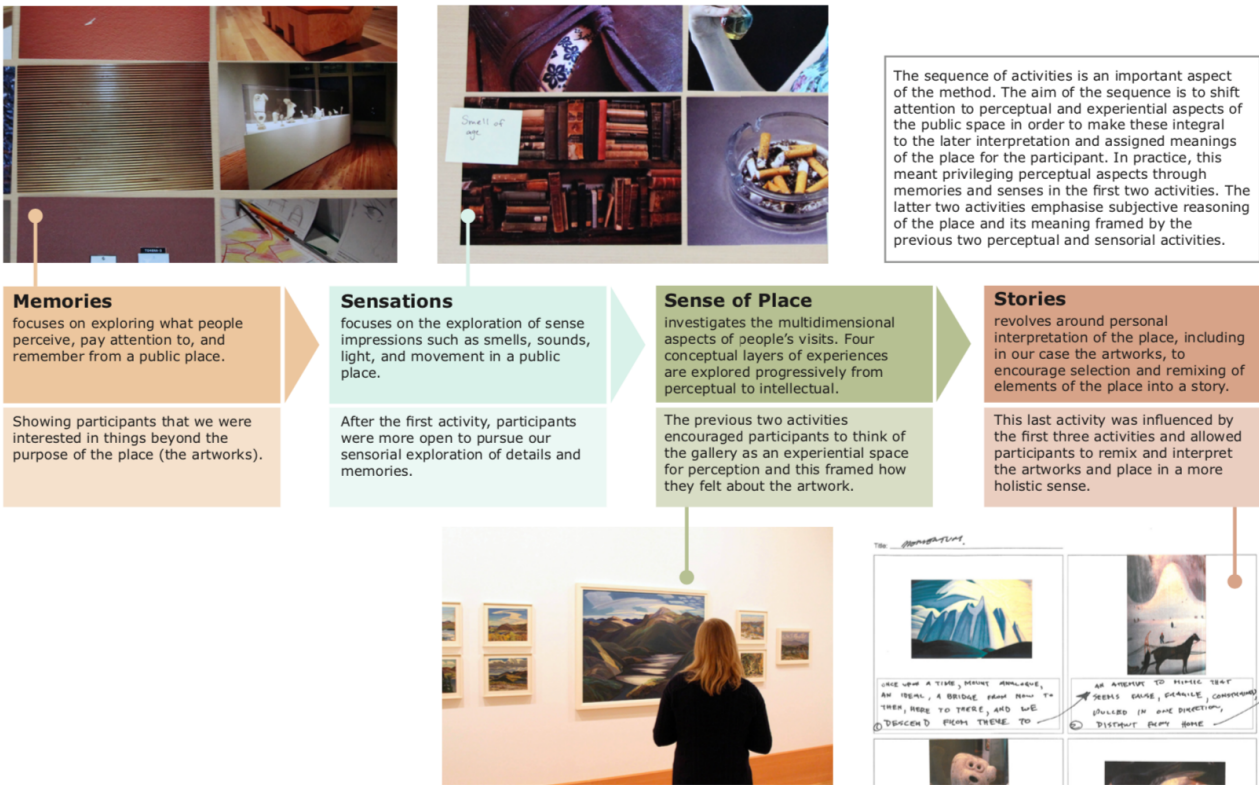 Smell of
age
The sequence of activities is an important aspect
of the method. The aim of the sequence is to shift
attention to perceptual and experiential aspects of
the public space in order to make these integral
to the later interpretation and assigned meanings
of the place for the participant. In practice, this
meant privileging perceptual aspects through
memories and senses in the first two activities. The
latter two activities emphasise subjective reasoning
of the place and its meaning framed by the
previous two perceptual and sensorial activities.
Memories
focuses on exploring what people
perceive, pay attention to, and
remember from a public place.
Showing participants that we were
interested in things beyond the
purpose of the place (the artworks).
Sensations
focuses on the exploration of sense
impressions such as smells, sounds,
light, and movement in a public
place.
After the first activity, participants
were more open to pursue our
sensorial exploration of details and
memories.
Sense of Place
investigates the multidimensional
aspects of people’s visits. Four
conceptual layers of experiences
are explored progressively from
perceptual to intellectual.
The previous two activities
encouraged participants to think of
the gallery as an experiential space
for perception and this framed how
they felt about the artwork.
Stories
revolves around personal
interpretation of the place, including
in our case the artworks, to
encourage selection and remixing of
elements of the place into a story.
This last activity was influenced by
the first three activities and allowed
participants to remix and interpret
the artworks and place in a more
holistic sense.
Title:
ONCE UPON A TIME, MOUNT ANALOGUE,
AN IDEAL, A BRIDGE FROM NOW TO
THEN, HERE TO THERE, AND WE
① DESCEND FROM THERE TO
AN ATTEMPT TO MIMIC THAT
SEEMS FALSE, FRAGILE, CONSTRAINED
PULLED IN ONE DIRECTION,
② DISTANT FROM HOME